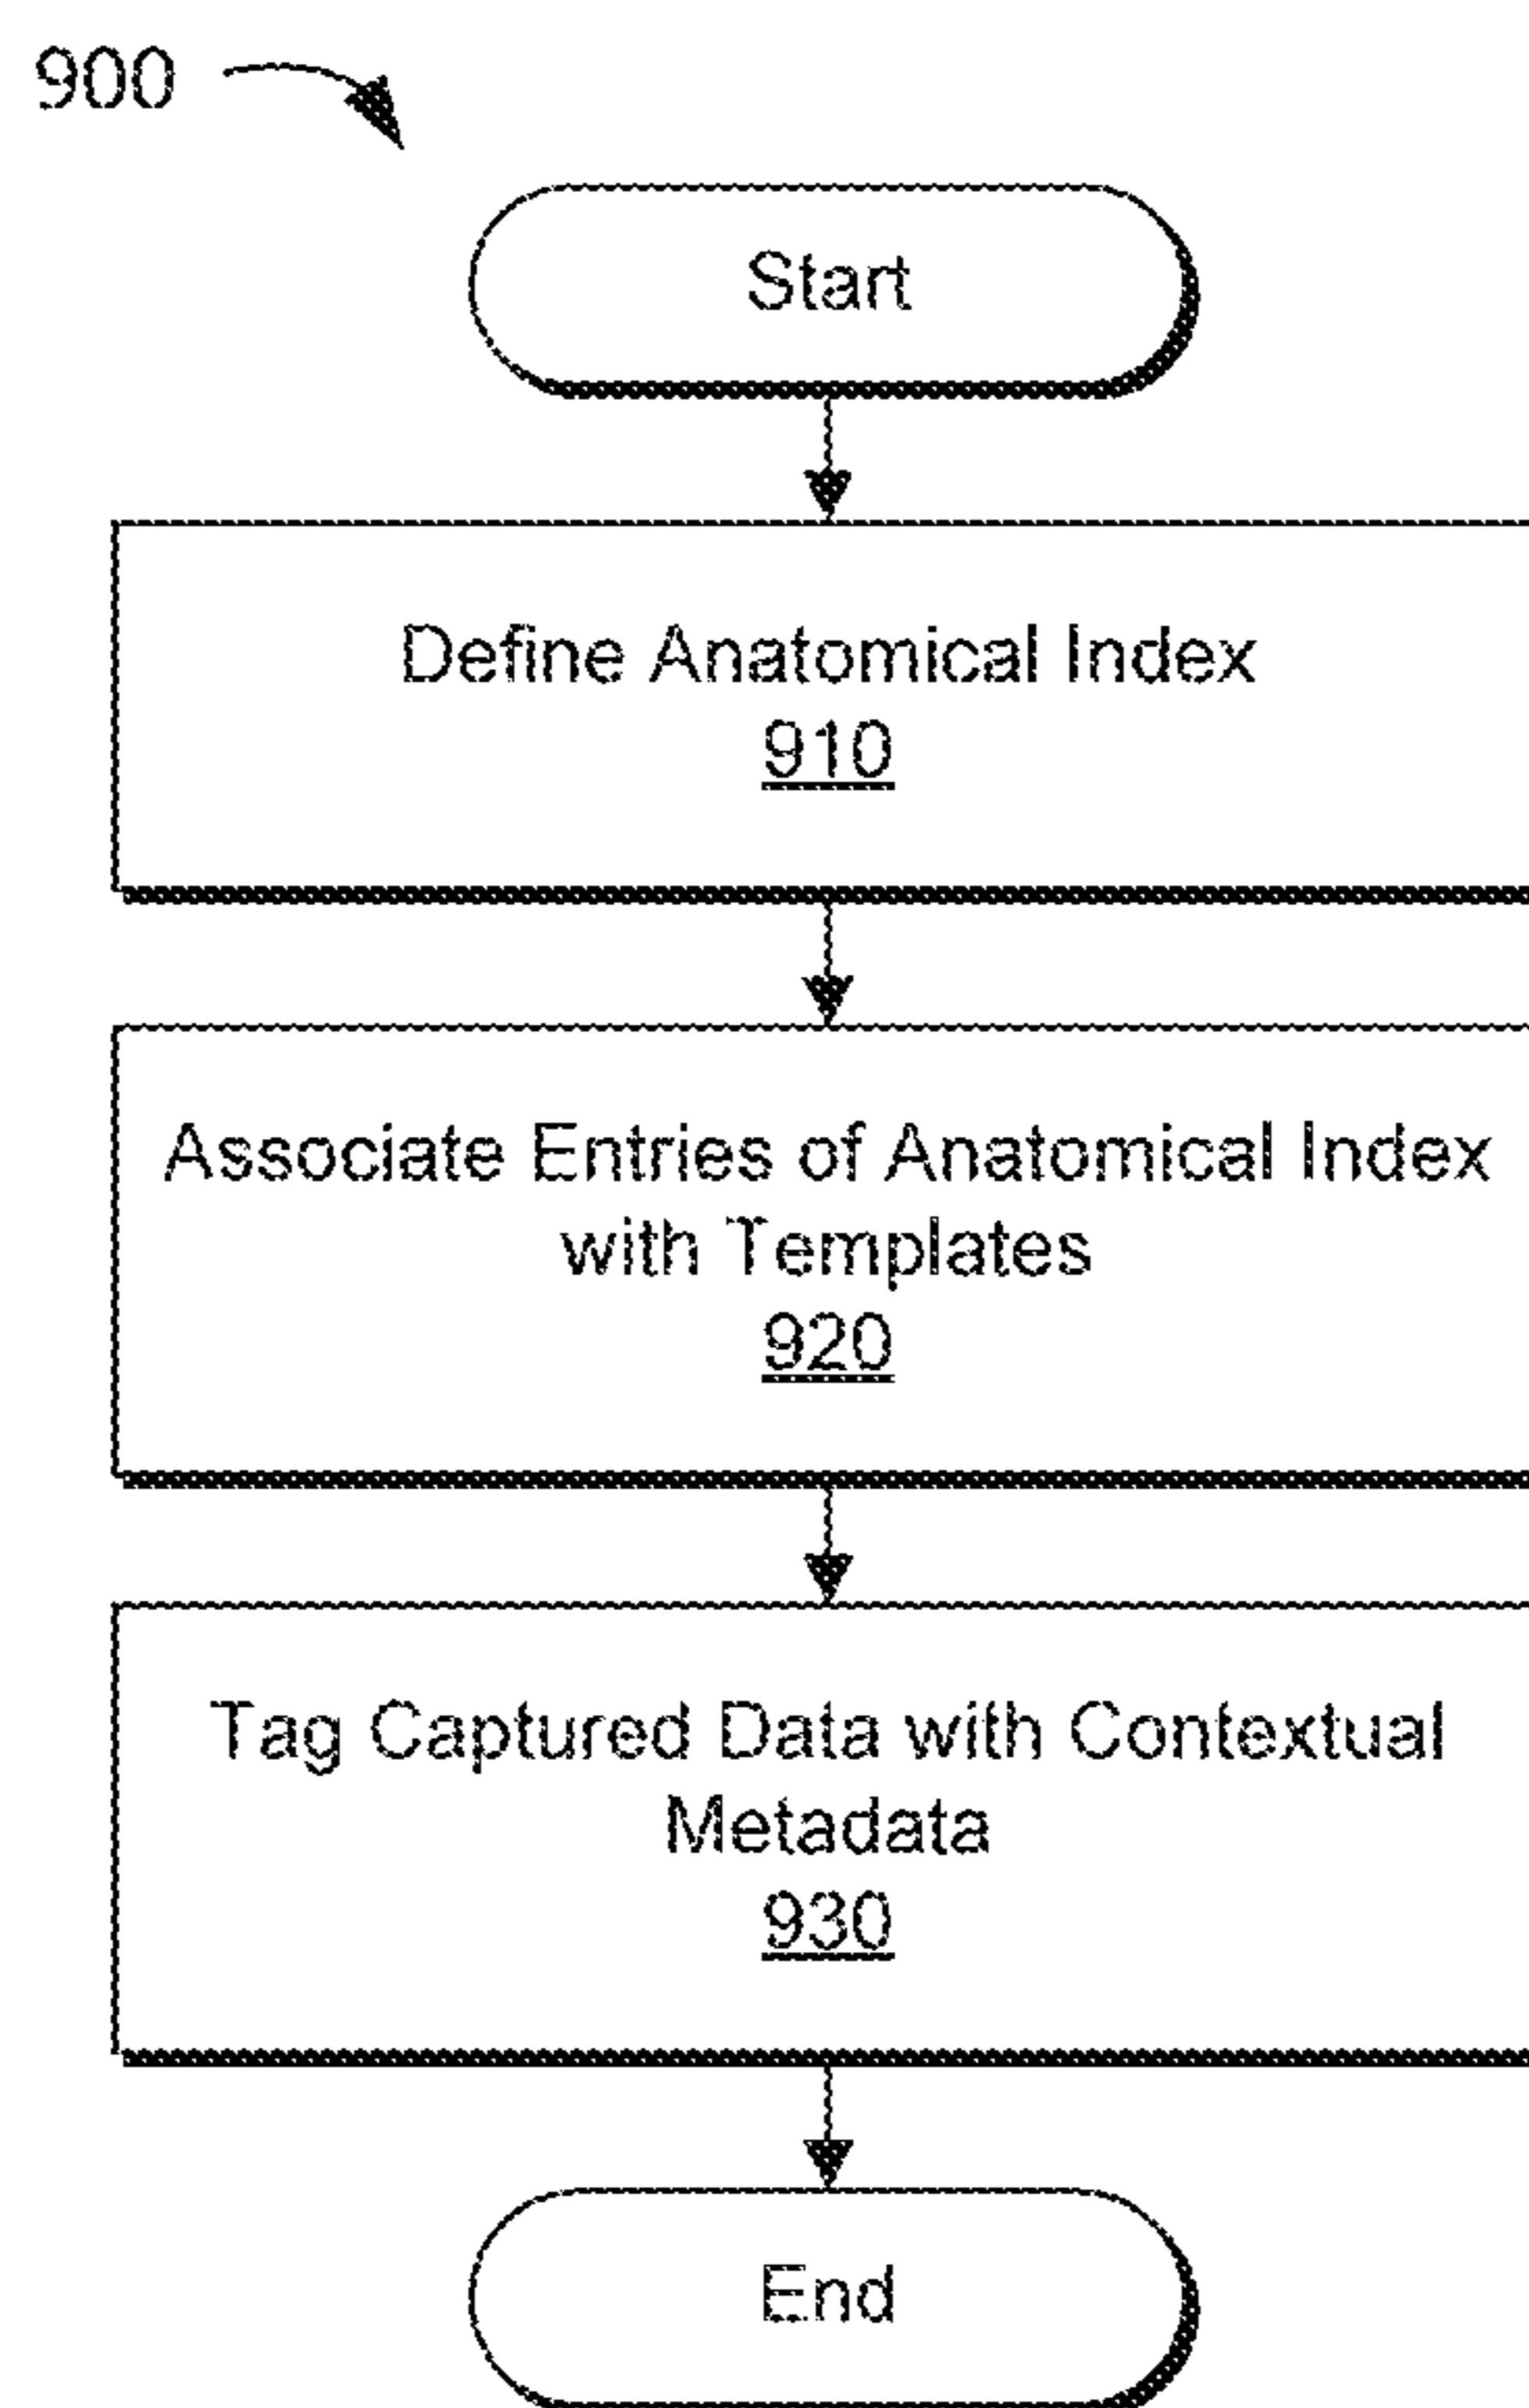 900
Start
Define Anatomical Index
910
Associate Entries of Anatomical Index
with Templates
920
Tag Captured Data with Contextual
Metadata
930
End